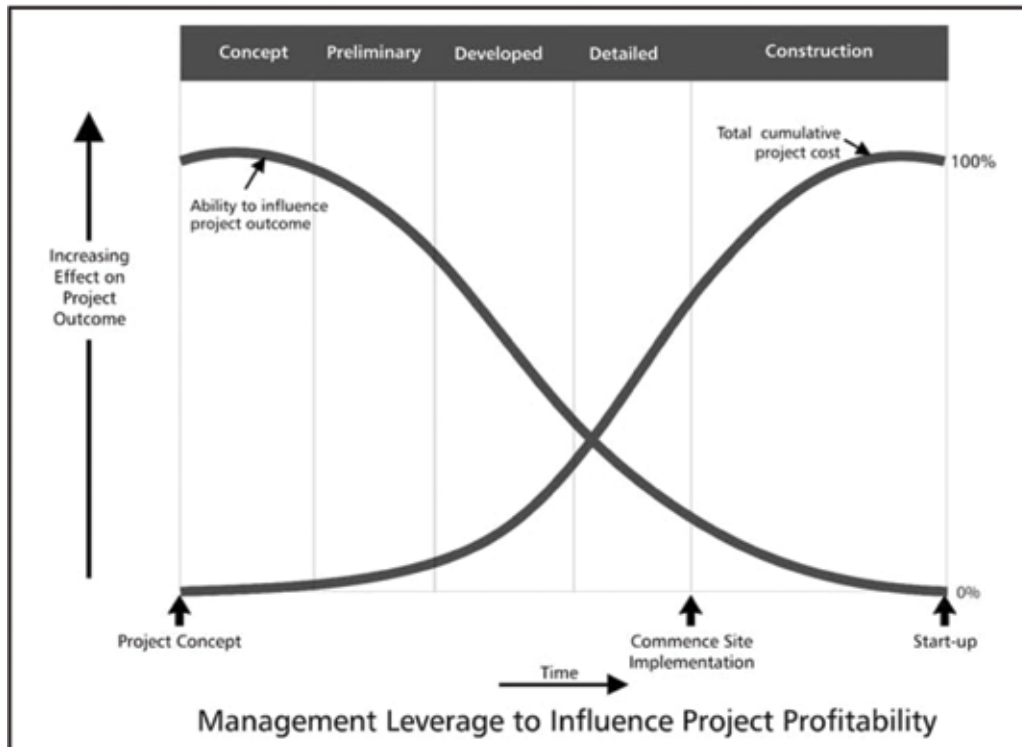 Concept Preliminary Developed Detailed Construction
Total cumulative
project cost
100%
Ability to influence
project outcome
Increasing
Effect on
Project
Outcome
0%
Project Concept
Commence Site
Implementation
Start-up
Time
Management Leverage to Influence Project Profitability